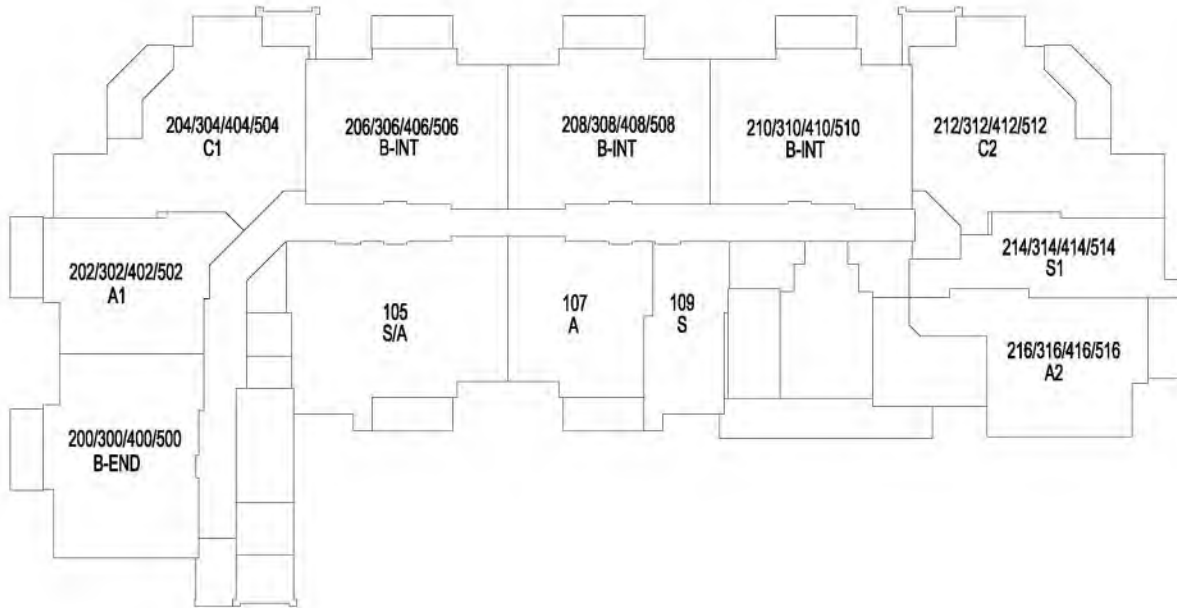 204/304/404/504
C1
206/306/406/506
B-INT
208/308/408/508
B-INT
210/310/410/510
B-INT
212/312/412/512
C2
202/302/402/502
A1
214/314/414/514
S1
105
S/A
107
A
109
S
216/316/416/516
A2
200/300/400/500
B-END